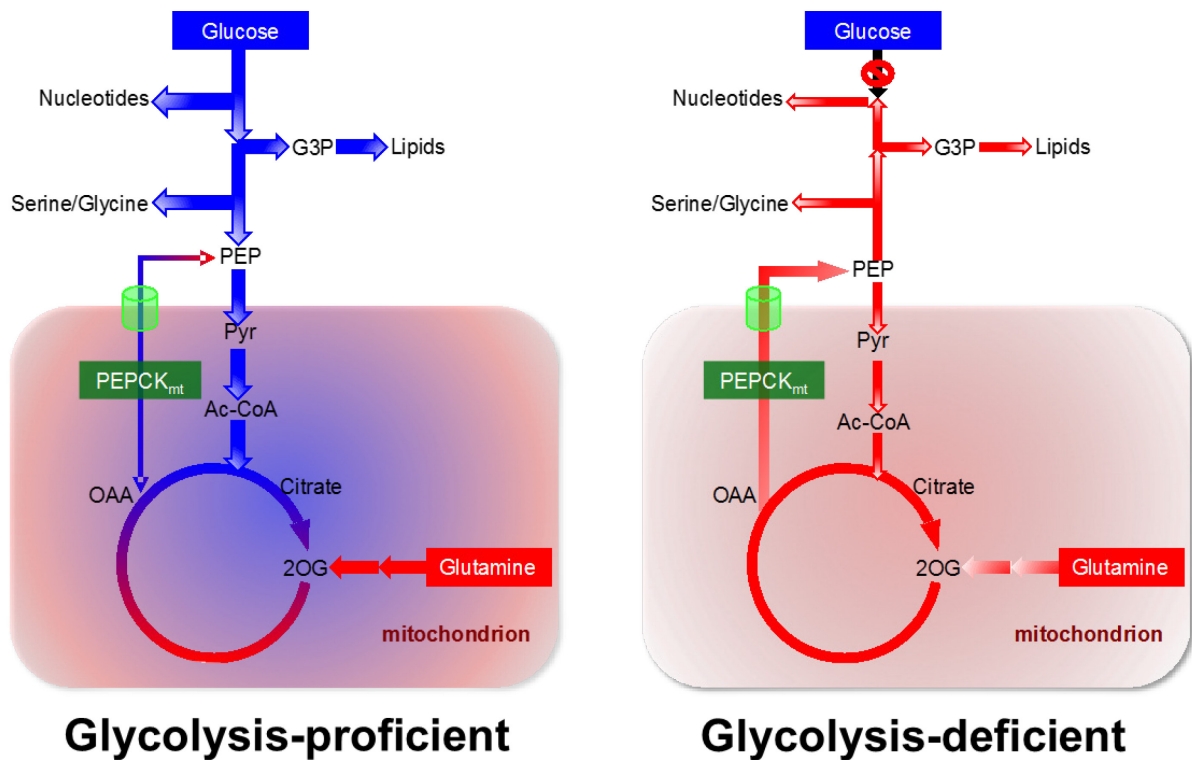 Glucose
Nucleotides
G3P
Lipids
Serine/Glycine
PEP
Pyr
PEPCKmt
Ac-CoA
OAA
Citrate
2OG
Glutamine
mitochondrion
Glycolysis-proficient
Glucose
Nucleotides
G3P
Lipids
Serine/Glycine
PEP
Pyr
PEPCKmt
Ac-CoA
OAA
Citrate
2OG
Glutamine
mitochondrion
Glycolysis-deficient